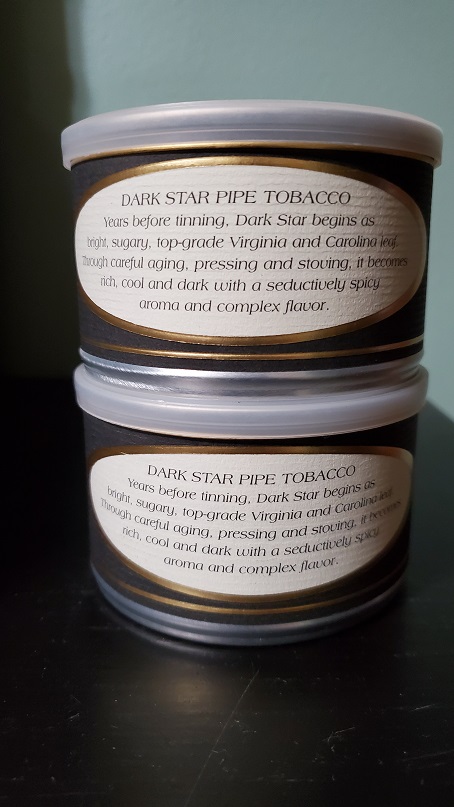 DARK STAR PIPE TOBACCO
Years before tinning, Dark Star begins as
bright, sugary, top-grade Virginia and Carolina leaf.
Through careful aging, pressing and stoving, it becomes
rich, cool and dark with a seductively spicy
aroma and complex flavor.
DARK STAR PIPE TOBACCO
Years before tinning, Dark Star begins as
bright, sugary, top-grade Virginia and Carolina leaf.
Through careful aging, pressing and stoving, it becomes
rich, cool and dark with a seductively spicy
aroma and complex flavor.